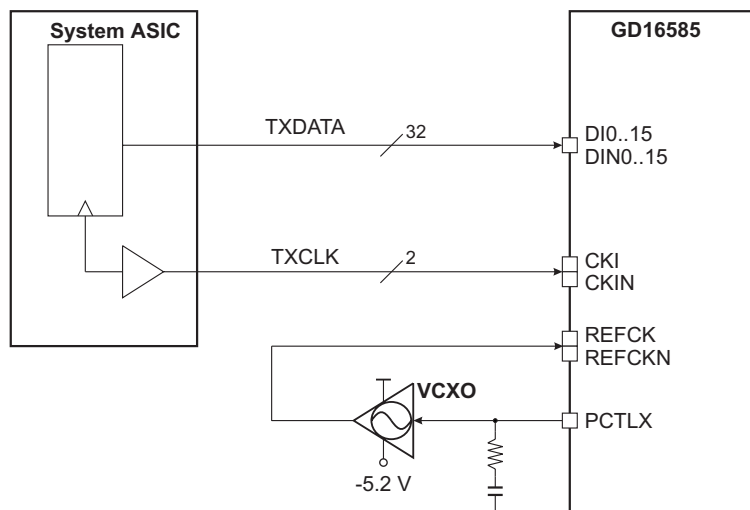 System ASIC
GD16585
TXDATA
32
DI0..15
DIN0..15
TXCLK
2
CKI
CKIN
REFCK
REFCKN
VCXO
PCTLX
-5.2 V